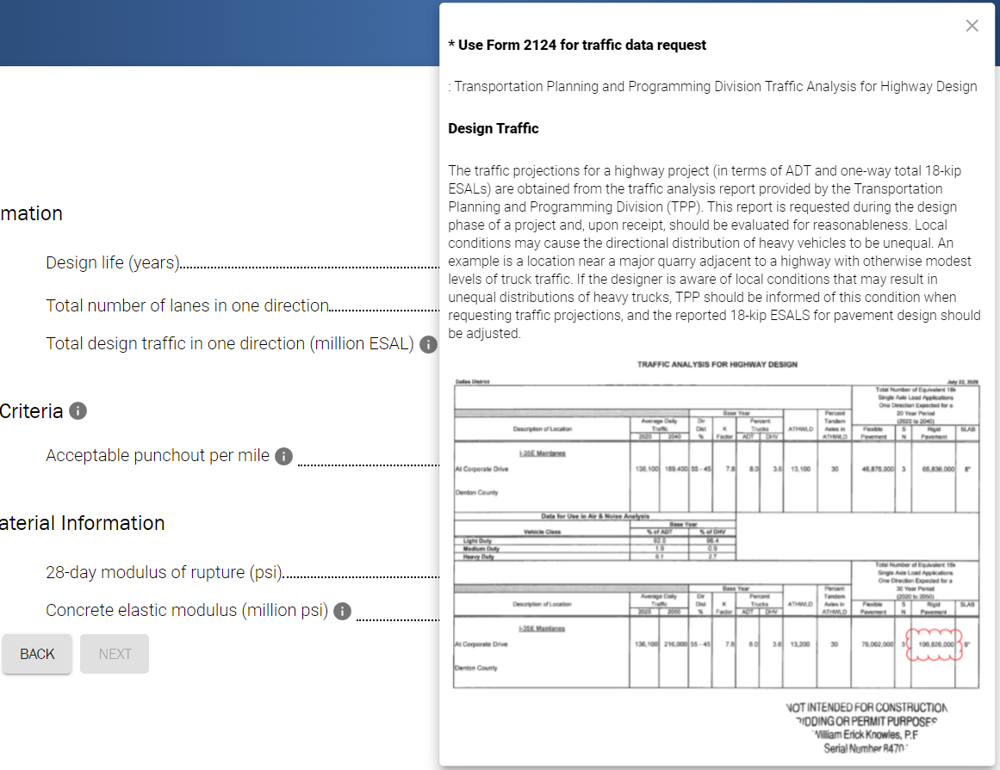 * Use Form 2124 for traffic data request
: Transportation Planning and Programming Division Traffic Analysis for Highway Design
Design Traffic
The traffic projections for a highway project (in terms of ADT and one-way total 18-kip
ESALs) are obtained from the traffic analysis report provided by the Transportation
Planning and Programming Division (TPP). This report is requested during the design
phase of a project and, upon receipt, should be evaluated for reasonableness. Local
conditions may cause the directional distribution of heavy vehicles to be unequal. An
example is a location near a major quarry adjacent to a highway with otherwise modest
levels of truck traffic. If the designer is aware of local conditions that may result in
unequal distributions of heavy trucks, TPP should be informed of this condition when
requesting traffic projections, and the reported 18-kip ESALS for pavement design should
be adjusted.
TRAFFIC ANALYSIS FOR HIGHWAY DESIGN
Dallas District July 22, 2020
Total Number of Equivalent 18k
Single Axle Load Applications
One Direction Expected for a
20 Year Period
(2020 to 2040)
Base Year
Description of Location
Average Daily Traffic
2020 2040
Dir Dist %
K Factor
Percent Trucks
ADT DHV
ATHWLD
Percent Tandem Axles in ATHWLD
Flexible Pavement
S N
Rigid Pavement
SLAB
I-35E Mainlanes
At Corporate Drive 136,100 189,400 55 - 45 7.8 8.0 3.6 13,100 30 46,876,000 3 66,836,000 8"
Denton County
Data for Use in Air & Noise Analysis
Base Year
Vehicle Class % of ADT % of DHV
Light Duty 92.0 96.4
Medium Duty 1.9 0.9
Heavy Duty 6.1 2.7
Total Number of Equivalent 18k
Single Axle Load Applications
One Direction Expected for a
30 Year Period
(2020 to 2050)
Base Year
Description of Location
Average Daily Traffic
2020 2050
Dir Dist %
K Factor
Percent Trucks
ADT DHV
ATHWLD
Percent Tandem Axles in ATHWLD
Flexible Pavement
S N
Rigid Pavement
SLAB
I-35E Mainlanes
At Corporate Drive 136,100 216,000 55 - 45 7.8 8.0 3.6 13,200 30 76,062,000 3 106,826,000 8"
Denton County
NOT INTENDED FOR CONSTRUCTION
BIDDING OR PERMIT PURPOSES
William Erick Knowles, P.E
Serial Number 8470
mation
Design life (years)
Total number of lanes in one direction
Total design traffic in one direction (million ESAL)
Criteria
Acceptable punchout per mile
aterial Information
28-day modulus of rupture (psi)
Concrete elastic modulus (million psi)
BACK NEXT